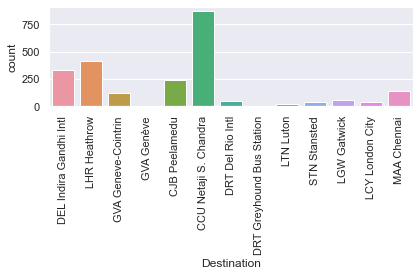 750
500
250
0
count
DEL Indira Gandhi Intl
LHR Heathrow
GVA Geneve-Cointrin
GVA Genève
CJB Peelamedu
CCU Netaji S. Chandra
DRT Del Rio Intl
DRT Greyhound Bus Station
LTN Luton
STN Stansted
LGW Gatwick
LCY London City
MAA Chennai
Destination